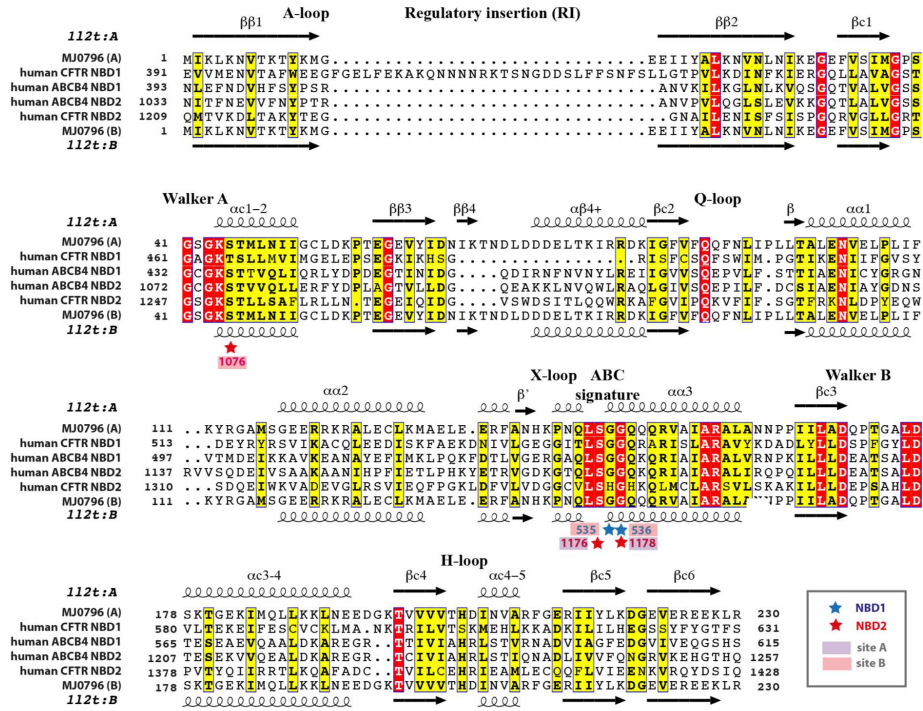 A-loop Regulatory insertion (RI)
ββ1 ββ2 βc1
1l2t:A
MJ0796 (A) 1 MIKLKNVTKTYKMG..............................EEIIYALKNVNLNIKEGEFVSIMGPS
human CFTR NBD1 391 EVVMENVTAFWEEGFGELFEKAKQNNNNRKTSNGDDSLFFSNFSLLGTPVLKDINFKIERGQLLAVAGST
human ABCB4 NBD1 393 NLEFNDVHFSYPSR...............................ANVKILKGLNLKVQSGQTVALVGSS
human ABCB4 NBD2 1033 NITFNEVVFNYPTR...............................ANVPVLQGLSLEVKKGQTLALVGSS
human CFTR NBD2 1209 QMTVKDLTAKYTEG................................GNAILENISFSISPGQRVGLLGRT
MJ0796 (B) 1 MIKLKNVTKTYKMG..............................EEIIYALKNVNLNIKEGEFVSIMGPS
1l2t:B
Walker A Q-loop
αc1-2 ββ3 ββ4 αβ4+ βc2 β αα1
1l2t:A
MJ0796 (A) 41 GSGKSTMLNIIGCLDKPTEGEVYIDNIKTNDLDDDELTKIRRDKIGFVFQQFNLIPLLTALENVELPLIF
human CFTR NBD1 461 GAGKTSLLMVIMGELEPSEGKIKHSG.................RISFCSQFSWIM.PGTIKENIIFGVSY
human ABCB4 NBD1 432 GCGKSTTVQLIQRLYDPDEGTINIDG....QDIRNFNVNYLREIIGVVSQEPVLF.STTIAENICYGRGN
human ABCB4 NBD2 1072 GCGKSTVVQLLERFYDPLAGTVLLDG....QEAKKLNVQWLRAQLGIVSQEPILF.DCSIAENIAYGDNS
human CFTR NBD2 1247 GSGKSTLLSAFLRLLN.TEGEIQIDG....VSWDSITLQQWRKAFGVIPQKVFIF.SGTFRKNLDPYEQW
MJ0796 (B) 41 GSGKSTMLNIIGCLDKPTEGEVYIDNIKTNDLDDDELTKIRRDKIGFVFQQFNLIPLLTALENVELPLIF
1l2t:B
1076
X-loop ABC signature Walker B
αα2 β' αα3 βc3
1l2t:A
MJ0796 (A) 111 ..KYRGAMSGEERRKRALECLKMAELE.ERFANHKPNQLSGGQQQRVAIARALANNPPIILADQPTGALD
human CFTR NBD1 513 ..DEYRYRSVIKACQLEEDISKFAEKDNIVLGEGGITLSGGQRARISLARAVYKDADLYLLDSPFGYLD
human ABCB4 NBD1 497 ..VTMDEIKKAVKEANAYEFIMKLPQKFDTLVGERGAQLSGGQKQRIAIARALVRNPKILLLDEATSALD
human ABCB4 NBD2 1137 RVVSQDEIVSAAKAANIHPFIETLPHKYETRVGDKGTQLSGGQKQRIAIARALIRQPQILLLDEATSALD
human CFTR NBD2 1310 ..SDQEIWKVADEVGLRSVIEQFPGKLDFVLVDGGCVLSHGHKQLMCLARSVLSKAKILLLDEPSAHLD
MJ0796 (B) 111 ..KYRGAMSGEERRKRALECLKMAELE.ERFANHKPNQLSGGQQQRVAIARALANNPPIILADQPTGALD
1l2t:B
535 536
1176 1178
H-loop
αc3-4 βc4 αc4-5 βc5 βc6
1l2t:A
MJ0796 (A) 178 SKTGEKIMQLLKKLNEEDGKTVVVVTHDINVARFGERIIYLKDGEVEREEKLR 230
human CFTR NBD1 580 VLTEKEIFESCVCKLMA.NKTRILVTSKMEHLKKADKILILHEGSSYFYGTFS 631
human ABCB4 NBD1 565 TESEAEVQAALDKAREGR..TTIVIAHRLSTVRNADVIAGFEDGVIVEQGSHS 615
human ABCB4 NBD2 1207 TESEKVVQEALDKAREGR..TCIVIAHRLSTIQNADLIVVFQNGRVKEHGTHQ 1257
human CFTR NBD2 1378 PVTYQIIRRTLKQAFADC..TVILCEHRIEAMLECQQFLVIEENKVRQYDSIQ 1428
MJ0796 (B) 178 SKTGEKIMQLLKKLNEEDGKTVVVVTHDINVARFGERIIYLKDGEVEREEKLR 230
1l2t:B
NBD1
NBD2
site A
site B